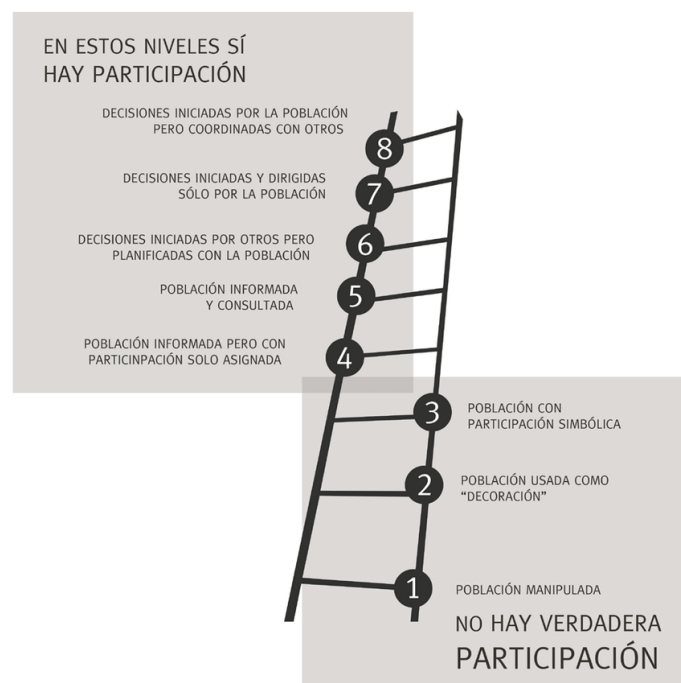 EN ESTOS NIVELES SÍ
HAY PARTICIPACIÓN
DECISIONES INICIADAS POR LA POBLACIÓN
PERO COORDINADAS CON OTROS
8
DECISIONES INICIADAS Y DIRIGIDAS
SÓLO POR LA POBLACIÓN
7
DECISIONES INICIADAS POR OTROS PERO
PLANIFICADAS CON LA POBLACIÓN
6
POBLACIÓN INFORMADA
Y CONSULTADA
5
POBLACIÓN INFORMADA PERO CON
PARTICINPACIÓN SOLO ASIGNADA
4
3
POBLACIÓN CON
PARTICIPACIÓN SIMBÓLICA
2
POBLACIÓN USADA COMO
“DECORACIÓN”
1
POBLACIÓN MANIPULADA
NO HAY VERDADERA
PARTICIPACIÓN